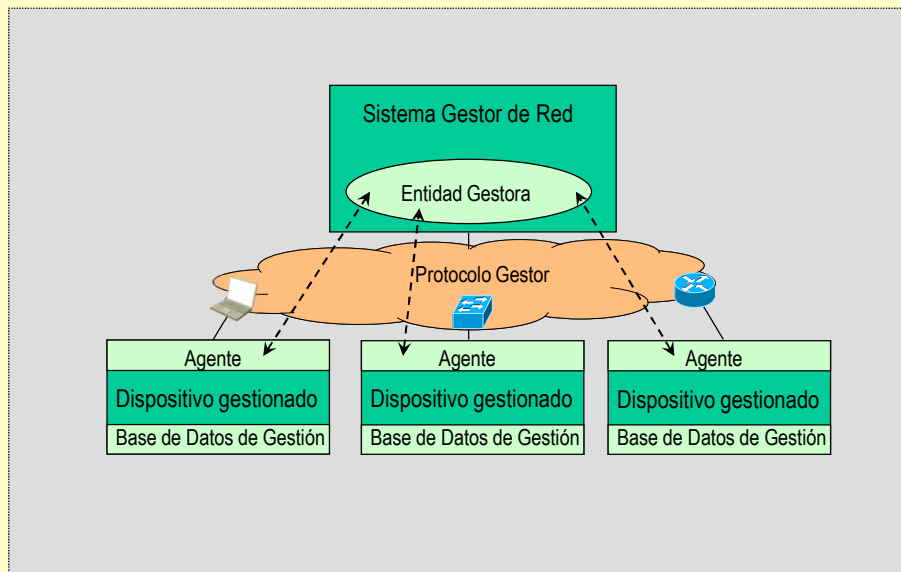 Sistema Gestor de Red
Entidad Gestora
Protocolo Gestor
Agente
Dispositivo gestionado
Base de Datos de Gestión
Agente
Dispositivo gestionado
Base de Datos de Gestión
Agente
Dispositivo gestionado
Base de Datos de Gestión